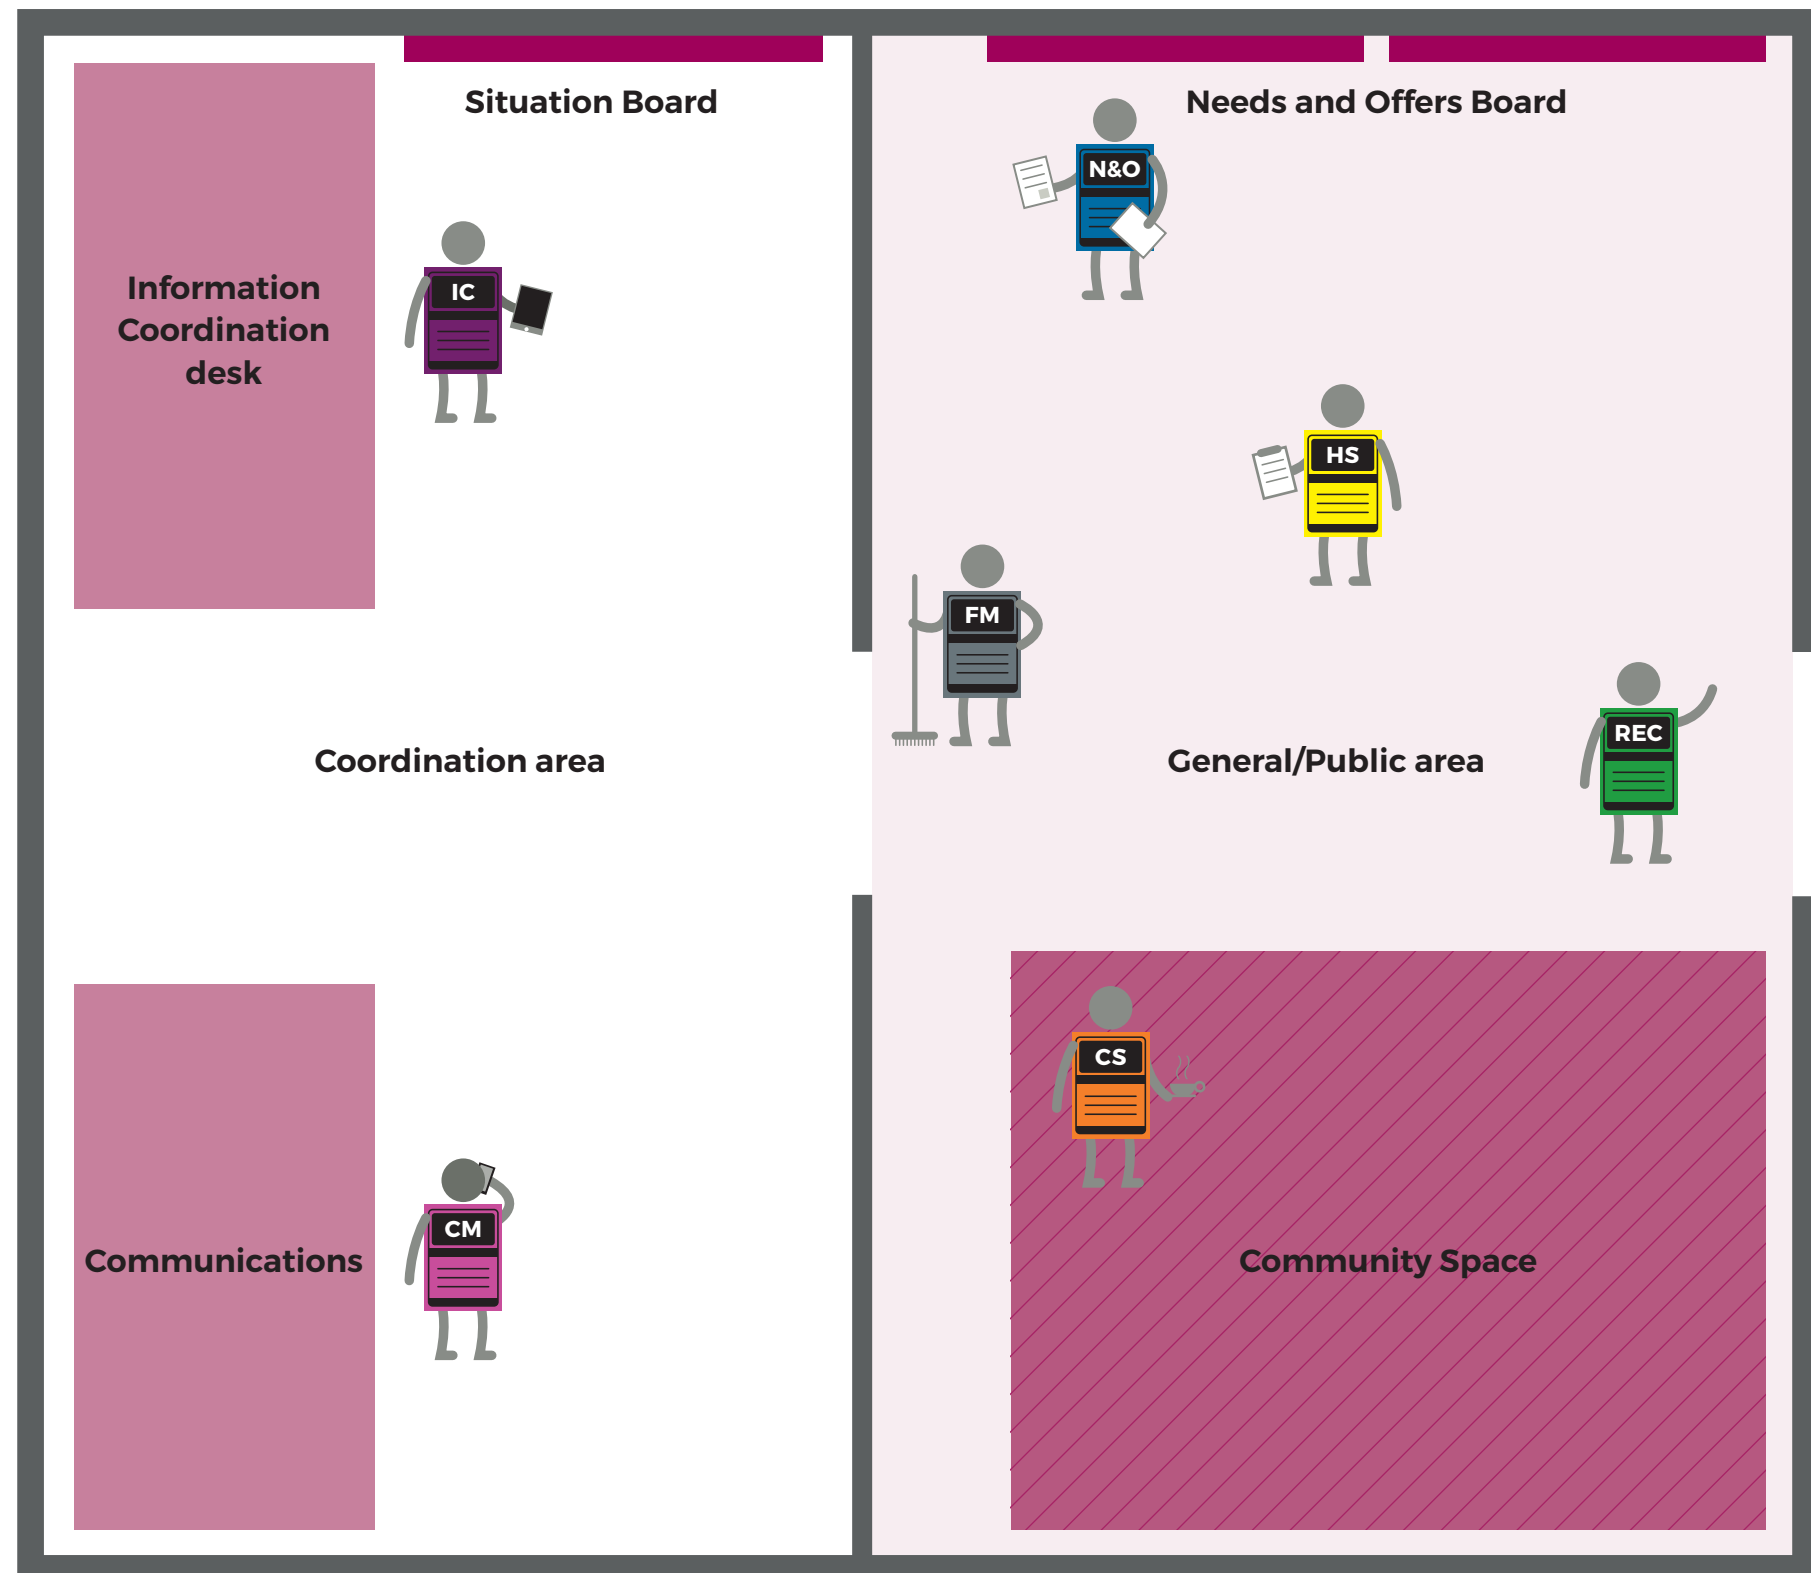 Situation Board
Needs and Offers Board
N&O
Information
Coordination
desk
IC
HS
FM
REC
Coordination area
General/Public area
CS
Communications
CM
Community Space